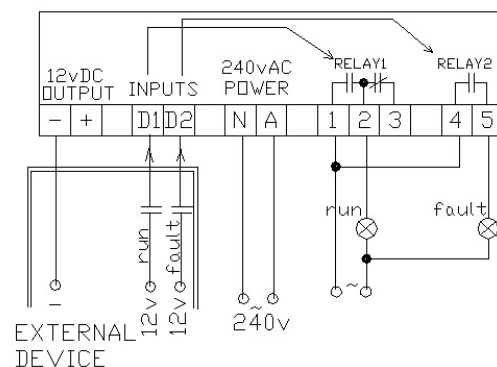 12vDC
OUTPUT
INPUTS
240vAC
POWER
RELAY1
RELAY2
- + D1 D2 N A 1 2 3 4 5
run
fault
run
fault
-
12v
12v
~
240v
~
EXTERNAL
DEVICE